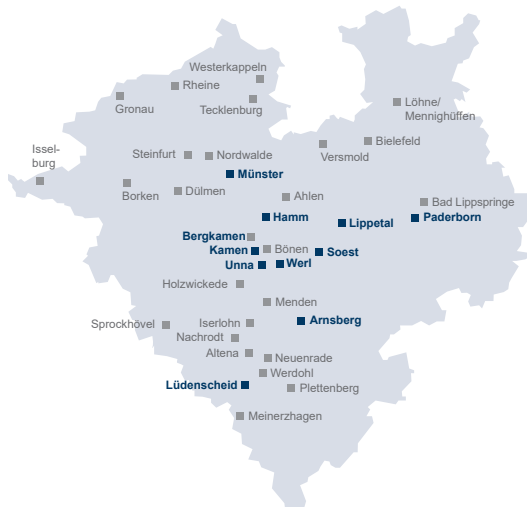 Westerkappeln
Rheine
Gronau
Tecklenburg
Löhne/
Mennighüffen
Issel-
burg
Steinfurt
Nordwalde
Versmold
Bielefeld
Münster
Borken
Dülmen
Ahlen
Bad Lippspringe
Hamm
Lippetal
Paderborn
Bergkamen
Kamen
Bönen
Soest
Unna
Werl
Holzwickede
Menden
Sprockhövel
Iserlohn
Arnsberg
Nachrodt
Altena
Neuenrade
Werdohl
Lüdenscheid
Plettenberg
Meinerzhagen